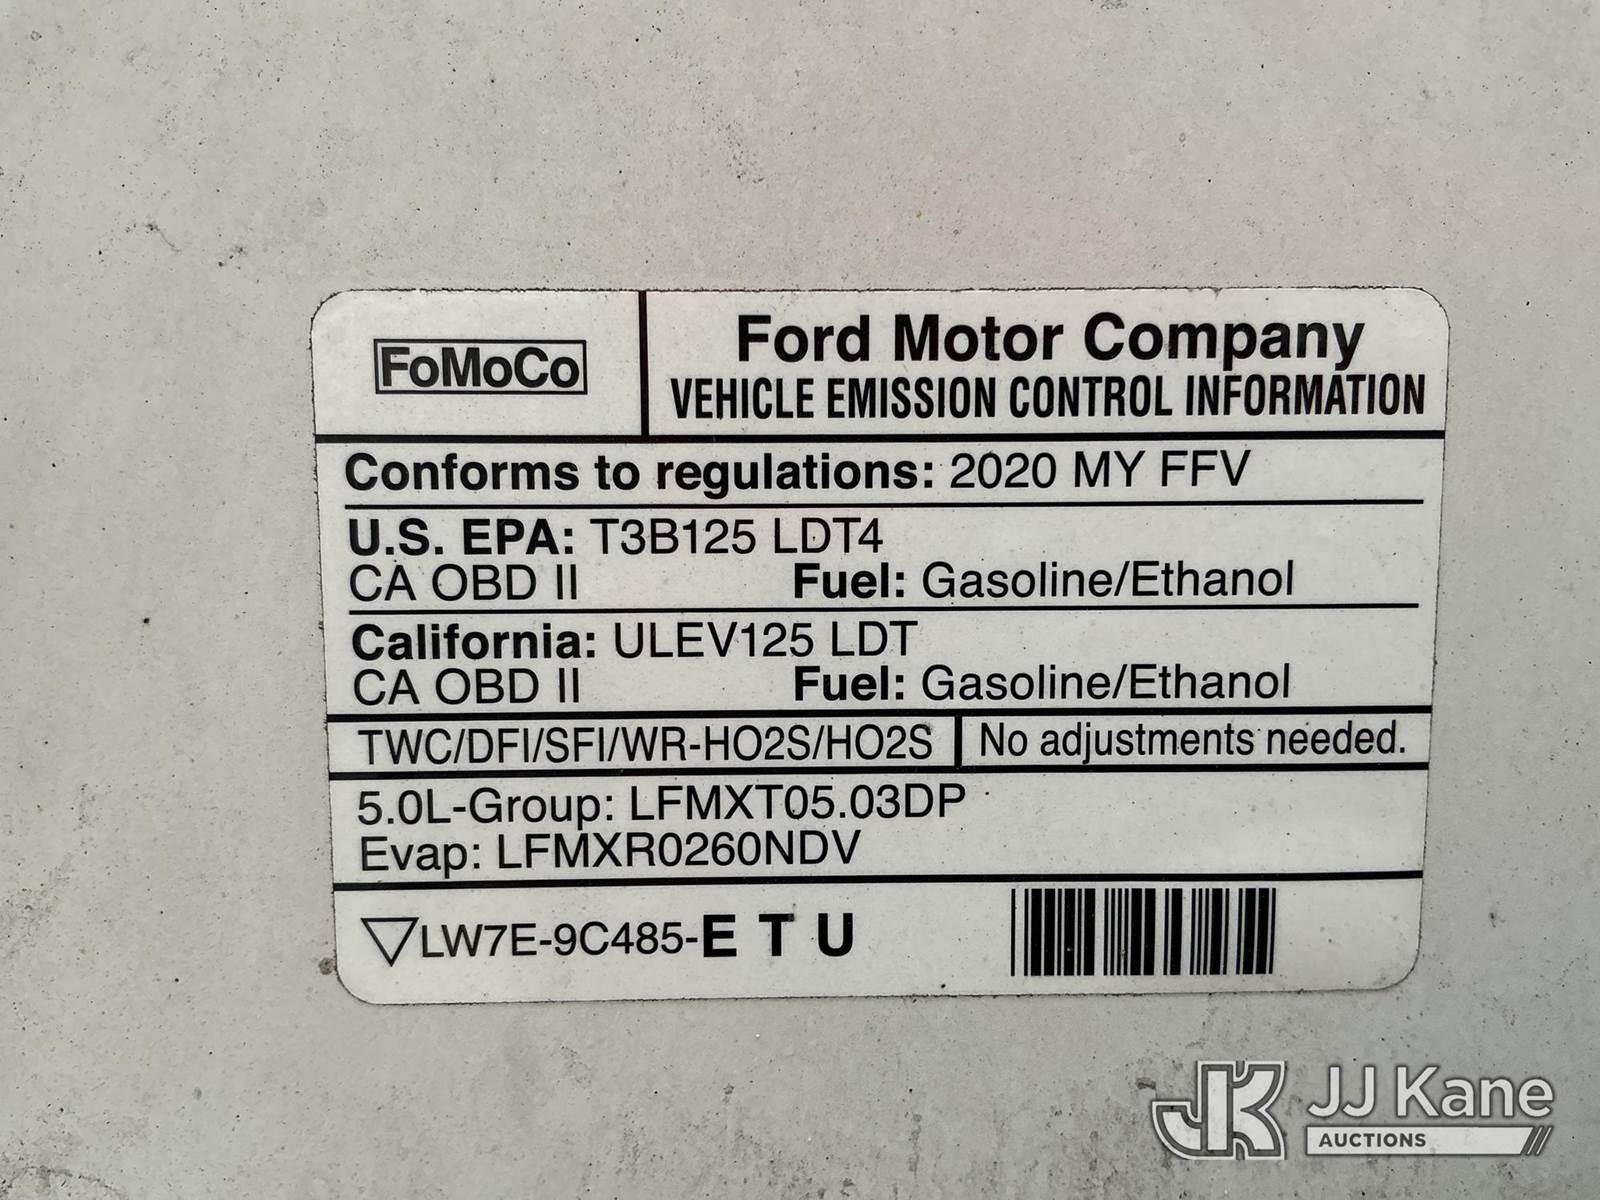 FoMoCo
Ford Motor Company
VEHICLE EMISSION CONTROL INFORMATION
Conforms to regulations: 2020 MY FFV
U.S. EPA: T3B125 LDT4
CA OBD II Fuel: Gasoline/Ethanol
California: ULEV125 LDT
CA OBD II Fuel: Gasoline/Ethanol
TWC/DFI/SFI/WR-HO2S/HO2S No adjustments needed.
5.0L-Group: LFMXT05.03DP
Evap: LFMXR0260NDV
LW7E-9C485-E T U
JK JJ Kane
AUCTIONS